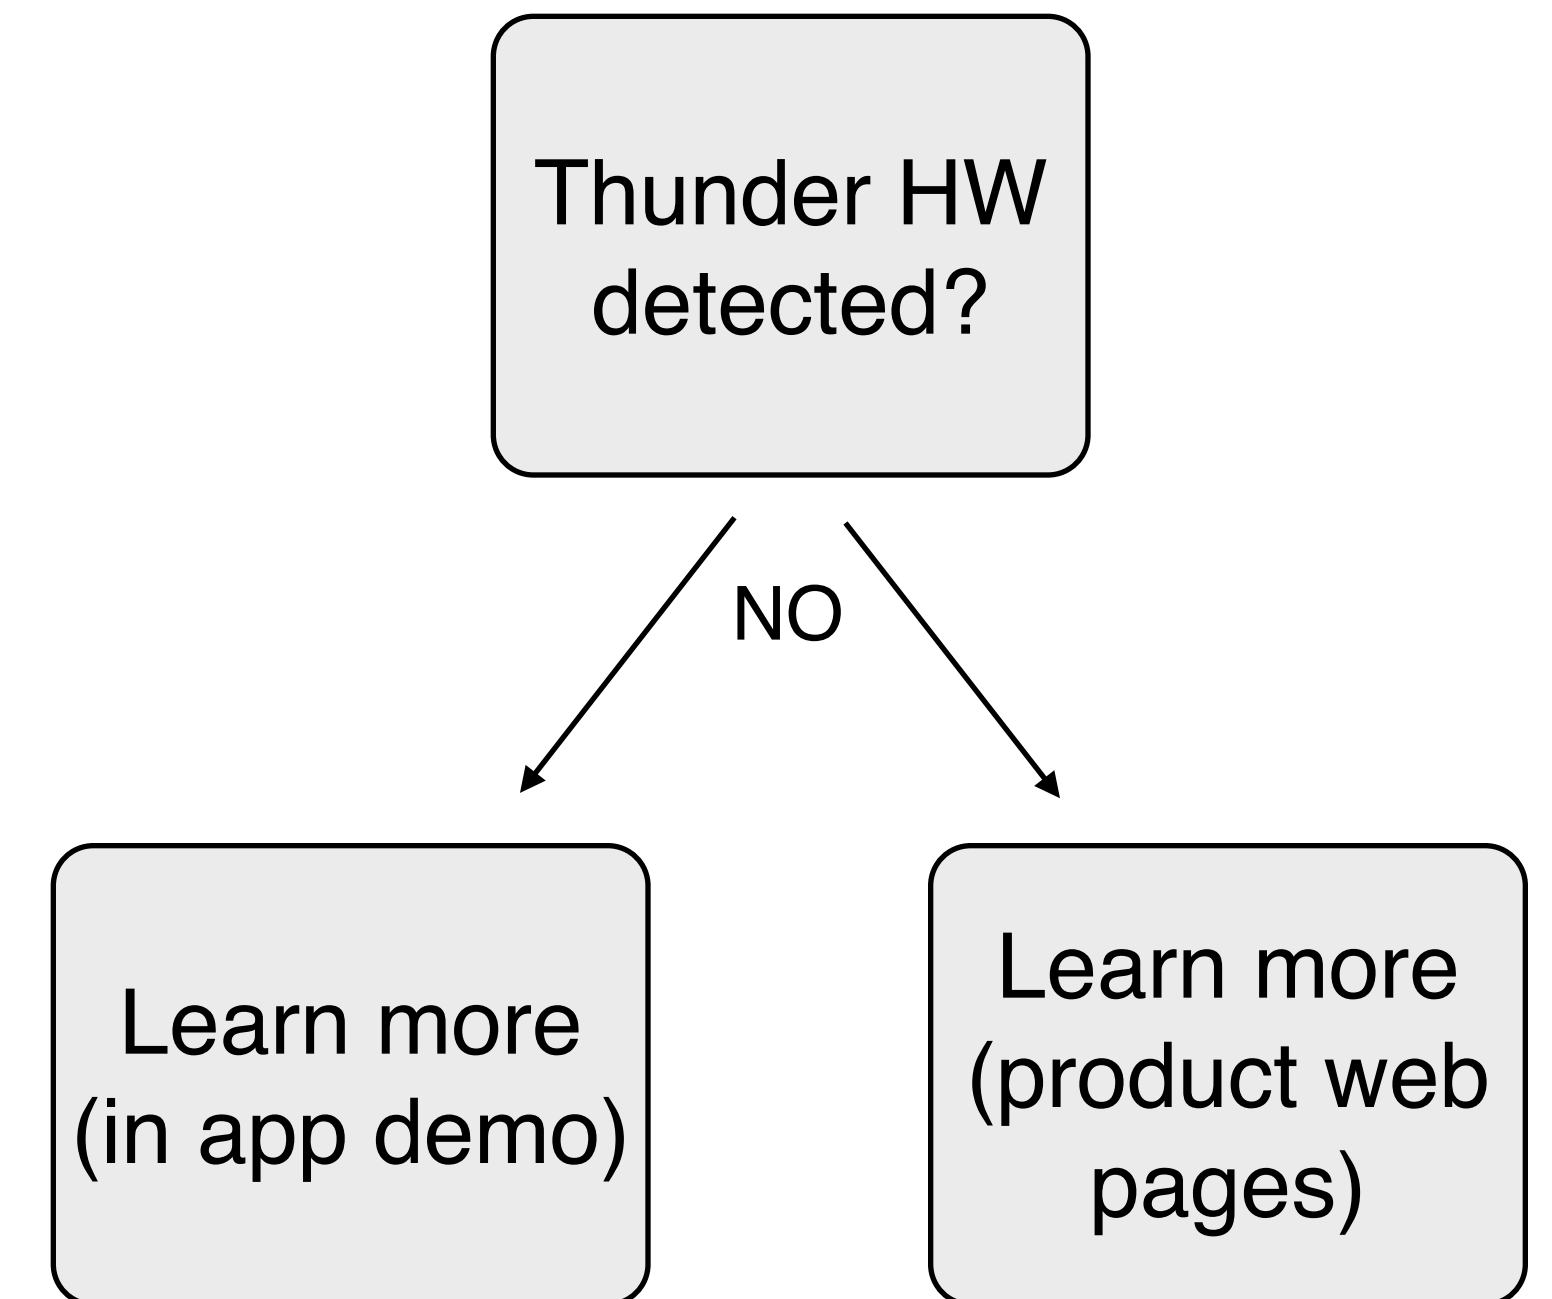 Thunder HW
detected?
NO
Learn more
(in app demo)
Learn more
(product web
pages)